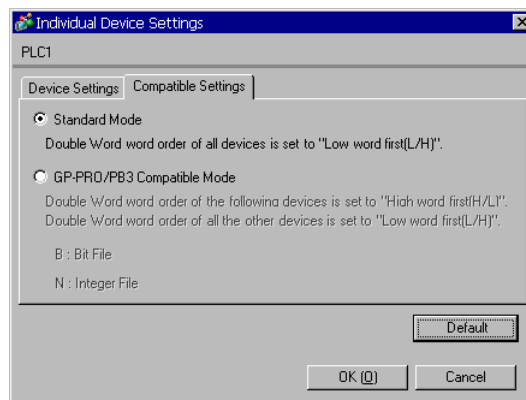 Individual Device Settings
PLC1
Device Settings Compatible Settings
Standard Mode
Double Word word order of all devices is set to "Low word first(L/H)".
GP-PRO/PB3 Compatible Mode
Double Word word order of the following devices is set to "High word first(H/L)".
Double Word word order of all the other devices is set to "Low word first(L/H)".
B : Bit File
N : Integer File
Default
OK (O) Cancel